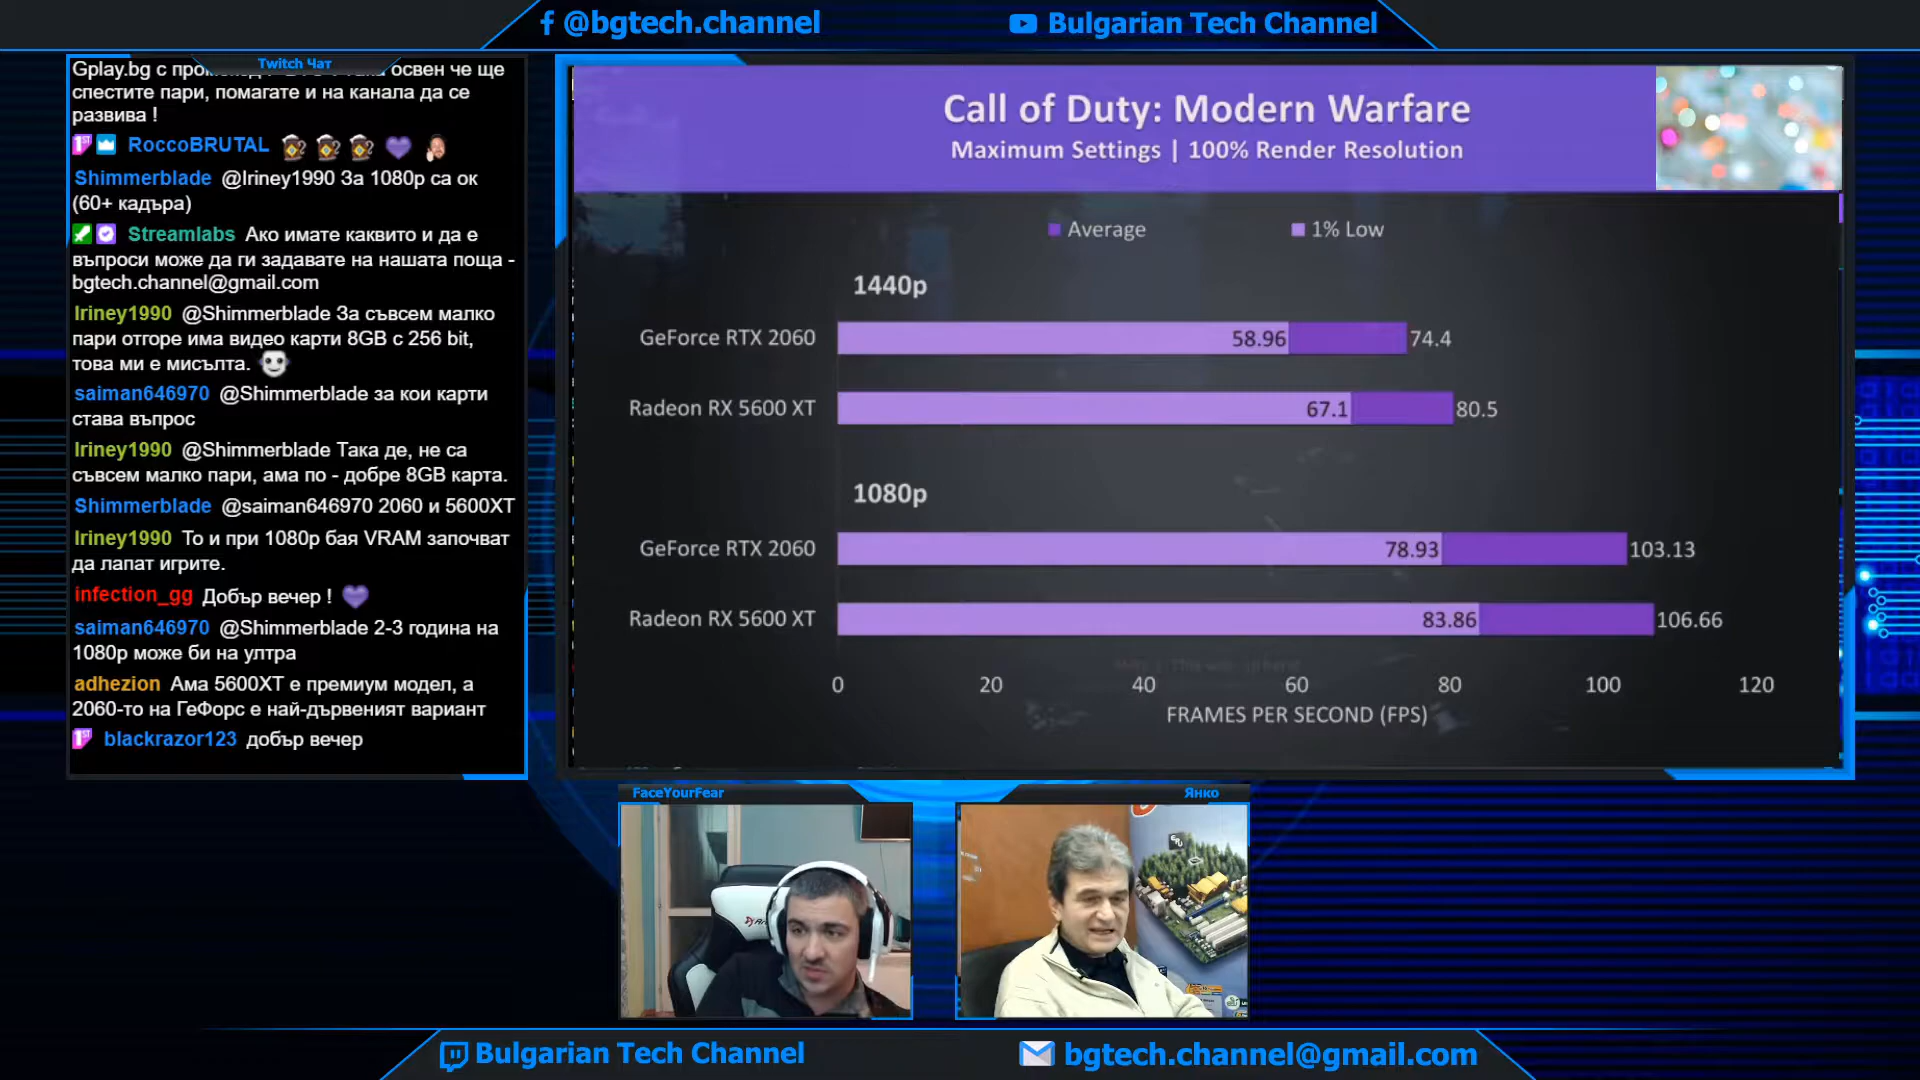 @bgtech.channel
Bulgarian Tech Channel
Twitch Чат
Gplay.bg с освен че ще
спестите пари, помагате и на канала да се
развива !
RoccoBRUTAL
Shimmerblade @Iriney1990 За 1080p са ок
(60+ кадъра)
Streamlabs Ако имате каквито и да е
въпроси може да ги задавате на нашата поща -
bgtech.channel@gmail.com
Iriney1990 @Shimmerblade За съвсем малко
пари отгоре има видео карти 8GB с 256 bit,
това ми е мисълта.
saiman646970 @Shimmerblade за кои карти
става въпрос
Iriney1990 @Shimmerblade Така де, не са
съвсем малко пари, ама по - добре 8GB карта.
Shimmerblade @saiman646970 2060 и 5600XT
Iriney1990 То и при 1080p бая VRAM започват
да лапат игрите.
infection_gg Добър вечер !
saiman646970 @Shimmerblade 2-3 година на
1080p може би на ултра
adhezion Ама 5600XT е премиум модел, а
2060-то на ГеФорс е най-дървеният вариант
blackrazor123 добър вечер
Call of Duty: Modern Warfare
Maximum Settings | 100% Render Resolution
Average 1% Low
1440p
GeForce RTX 2060 58.96 74.4
Radeon RX 5600 XT 67.1 80.5
1080p
GeForce RTX 2060 78.93 103.13
Radeon RX 5600 XT 83.86 106.66
0 20 40 60 80 100 120
FRAMES PER SECOND (FPS)
FaceYourFear
Янко
Bulgarian Tech Channel
bgtech.channel@gmail.com